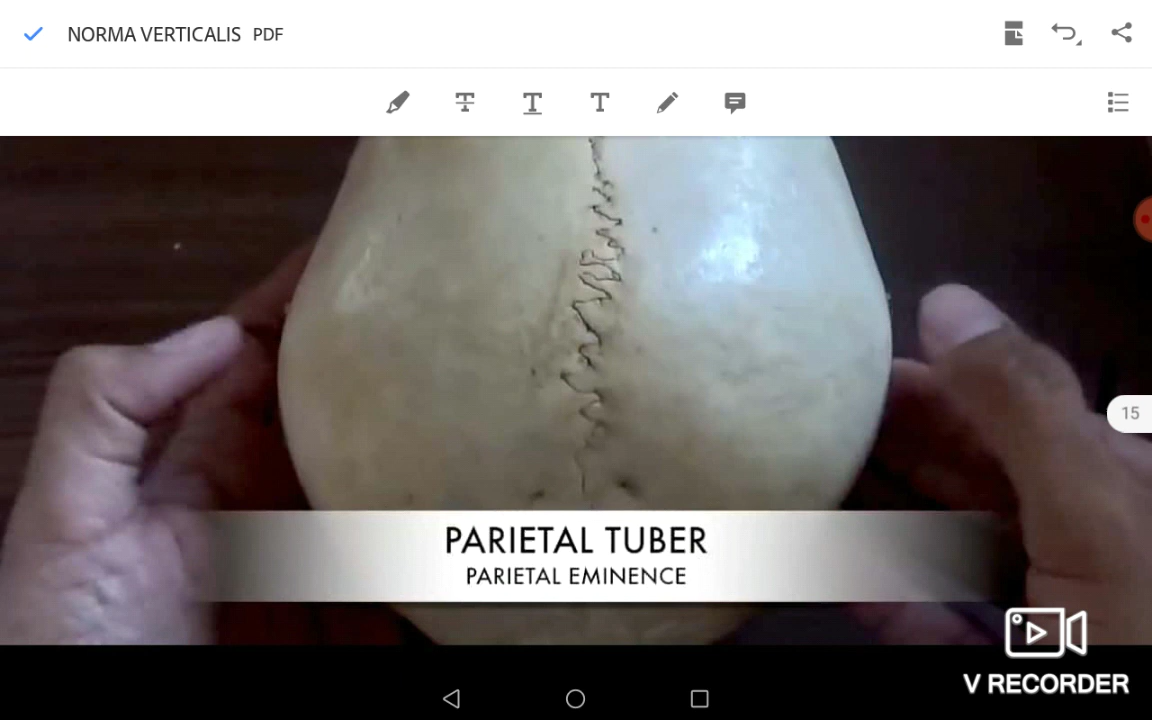 NORMA VERTICALIS PDF
T T T
15
PARIETAL TUBER
PARIETAL EMINENCE
V RECORDER